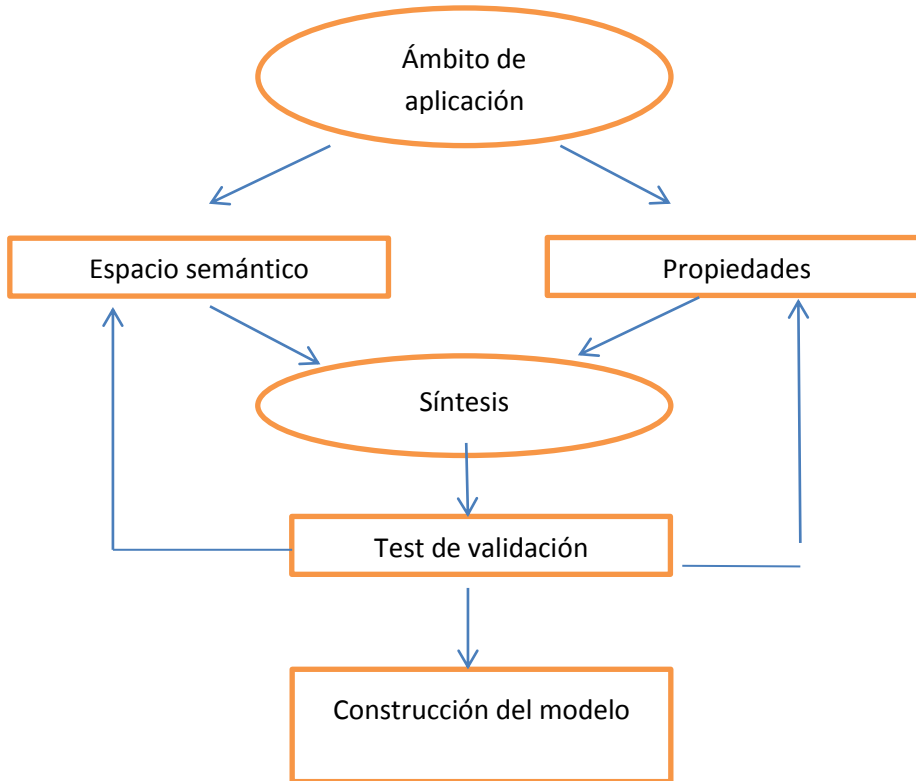 Ámbito de
aplicación
Espacio semántico
Propiedades
Síntesis
Test de validación
Construcción del modelo